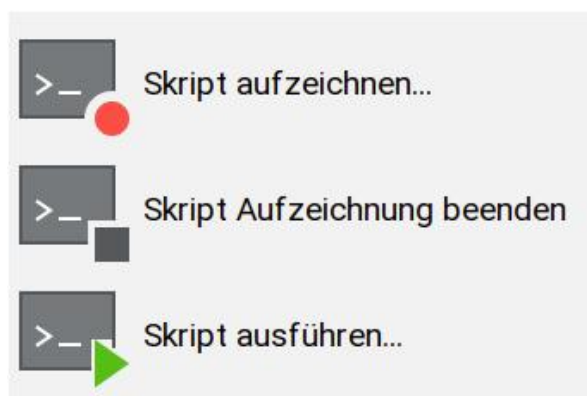 Skript aufzeichnen...
Skript Aufzeichnung beenden
Skript ausführen...